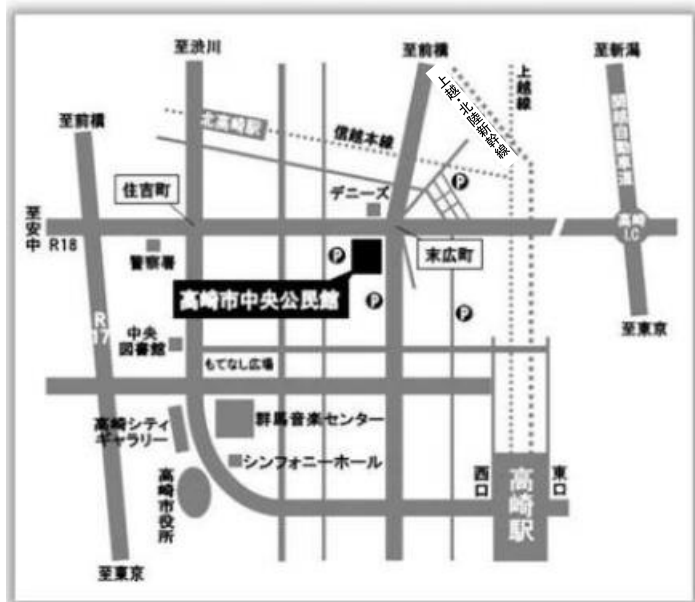 至渋川
至前橋
至新潟
上越線
上越・北陸新幹線
関越自動車道
至前橋
北高崎駅
信越本線
住吉町
デニーズ
P
至安中
R18
高崎
I.C
警察署
P
末広町
高崎市中央公民館
P
P
R
17
中央
図書館
至東京
もてなし広場
高崎シティ
ギャラリー
群馬音楽センター
シンフォニーホール
高崎市役所
西口
高崎駅
東口
至東京